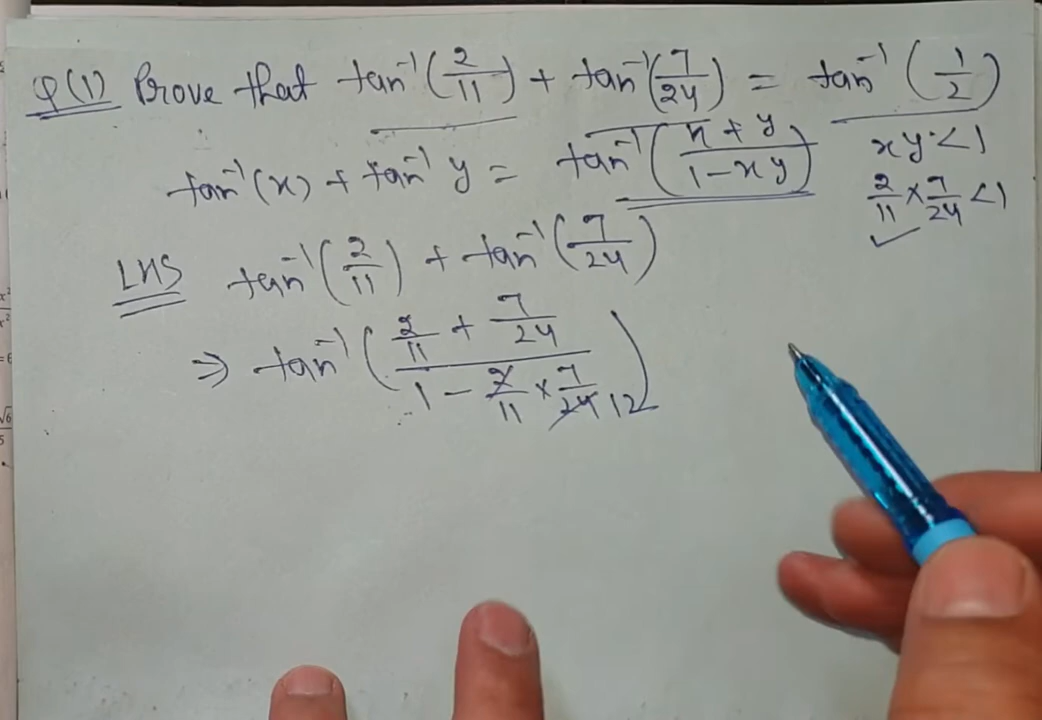 Q(1) Prove that tan⁻¹(2/11) + tan⁻¹(7/24) = tan⁻¹(1/2)
tan⁻¹(x) + tan⁻¹ y = tan⁻¹((x + y)/(1 - xy)) xy < 1
2/11 × 7/24 < 1
LHS tan⁻¹(2/11) + tan⁻¹(7/24)
⇒ tan⁻¹((2/11 + 7/24)/(1 - 2/11 × 7/24 12))